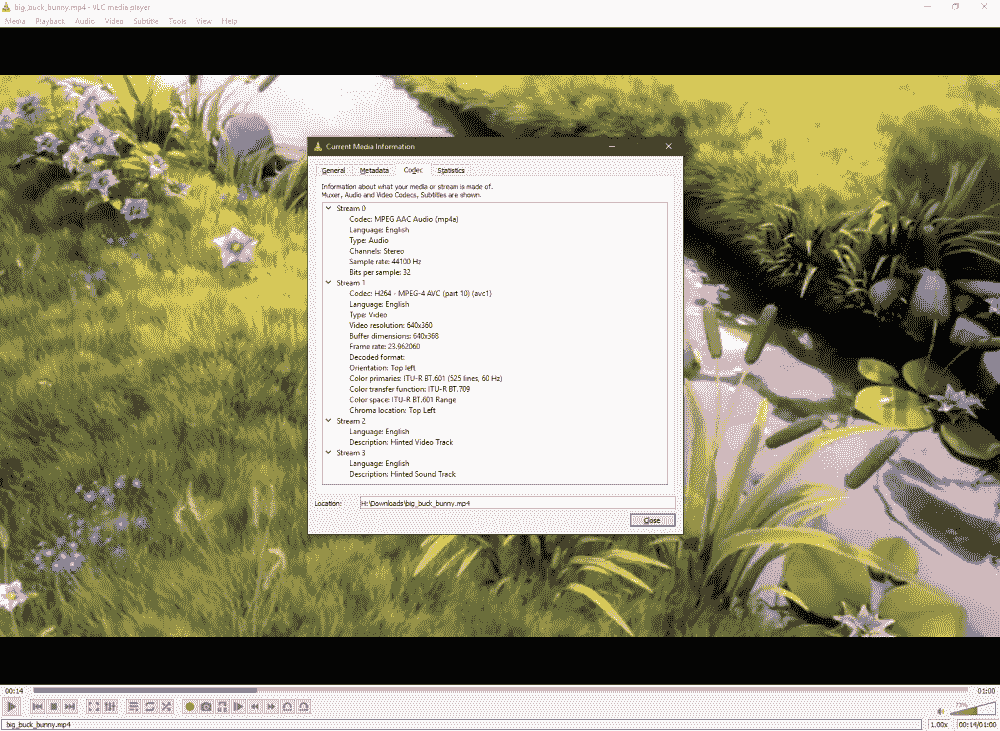 big_buck_bunny.mp4 - VLC media player
Media Playback Audio Video Subtitle Tools View Help
Current Media Information
General Metadata Codec Statistics
Information about what your media or stream is made of.
Muxer, Audio and Video Codecs, Subtitles are shown.
Stream 0
Codec: MPEG AAC Audio (mp4a)
Language: English
Type: Audio
Channels: Stereo
Sample rate: 44100 Hz
Bits per sample: 32
Stream 1
Codec: H264 - MPEG-4 AVC (part 10) (avc1)
Language: English
Type: Video
Video resolution: 640x360
Buffer dimensions: 640x368
Frame rate: 23.962060
Decoded format:
Orientation: Top left
Color primaries: ITU-R BT.601 (525 lines, 60 Hz)
Color transfer function: ITU-R BT.709
Color space: ITU-R BT.601 Range
Chroma location: Top Left
Stream 2
Language: English
Description: Hinted Video Track
Stream 3
Language: English
Description: Hinted Sound Track
Location: H:\Downloads\big_buck_bunny.mp4
Close
00:14 01:00
73%
big_buck_bunny.mp4 1.00x 00:14/01:00